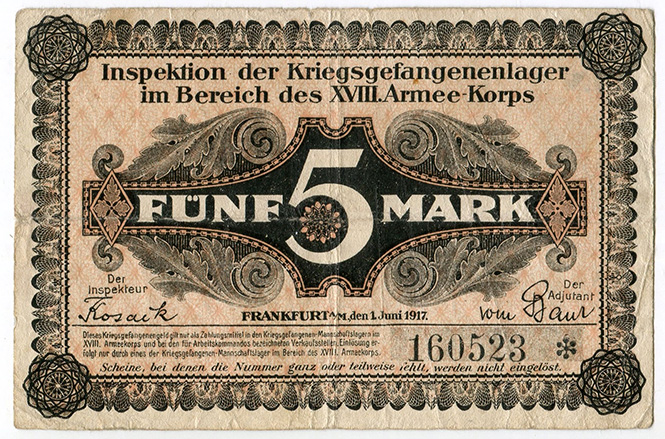 Inspektion der Kriegsgefangenenlager
im Bereich des XVIII. Armee-Korps
FÜNF 5 MARK
Der
Inspekteur
Kosack
FRANKFURT A/M, den 1. Juni 1917.
Der
Adjutant
vom Baur
Dieses Kriegsgefangenengeld gilt nur als Zahlungsmittel in den Kriegsgefangenen-Mannschaftslagern im
XVIII. Armeekorps und bei den für Arbeitskommandos bezeichneten Verkaufsstellen. Einlösung er-
folgt nur durch eines der Kriegsgefangenen-Mannschaftslager im Bereich des XVIII. Armeekorps.
160523 *
Scheine, bei denen die Nummer ganz oder teilweise fehlt, werden nicht eingelöst.